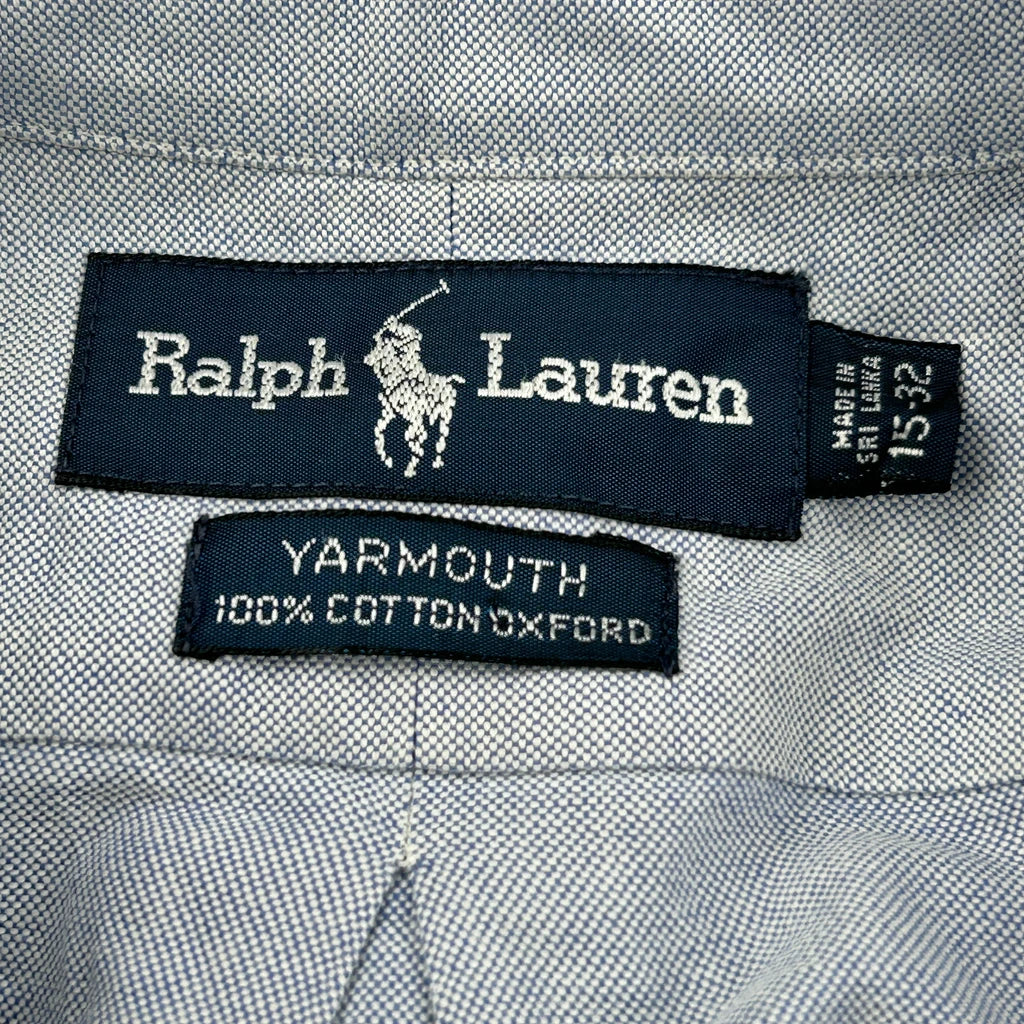 Ralph Lauren
MADE IN
SRI LANKA
15-32
YARMOUTH
100% COTTON OXFORD